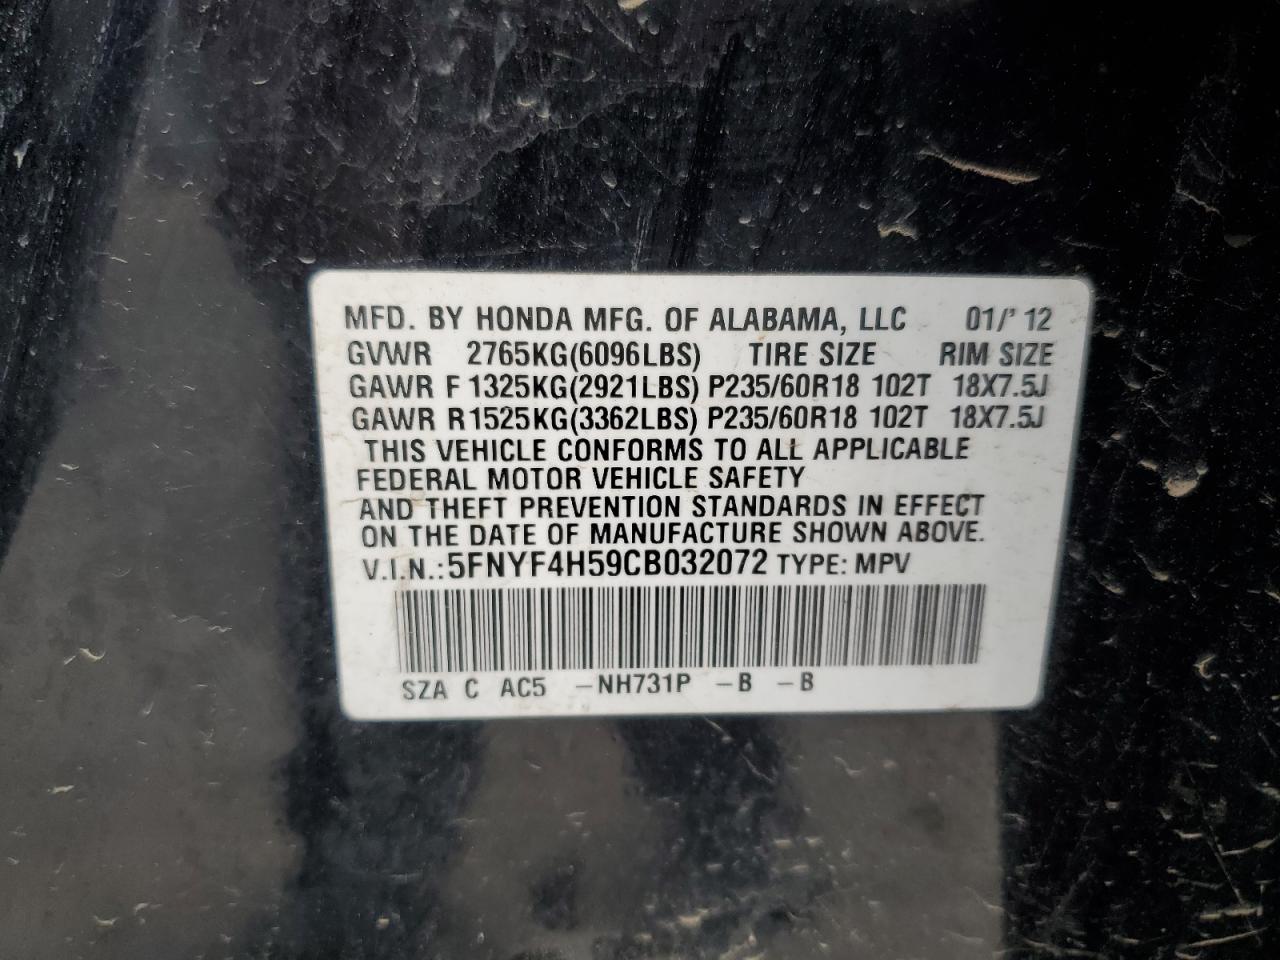 MFD. BY HONDA MFG. OF ALABAMA, LLC 01/'12
GVWR 2765KG(6096LBS) TIRE SIZE RIM SIZE
GAWR F 1325KG(2921LBS) P235/60R18 102T 18X7.5J
GAWR R1525KG(3362LBS) P235/60R18 102T 18X7.5J
THIS VEHICLE CONFORMS TO ALL APPLICABLE
FEDERAL MOTOR VEHICLE SAFETY
AND THEFT PREVENTION STANDARDS IN EFFECT
ON THE DATE OF MANUFACTURE SHOWN ABOVE.
V.I.N.:5FNYF4H59CB032072 TYPE: MPV
SZA C AC5 -NH731P -B -B